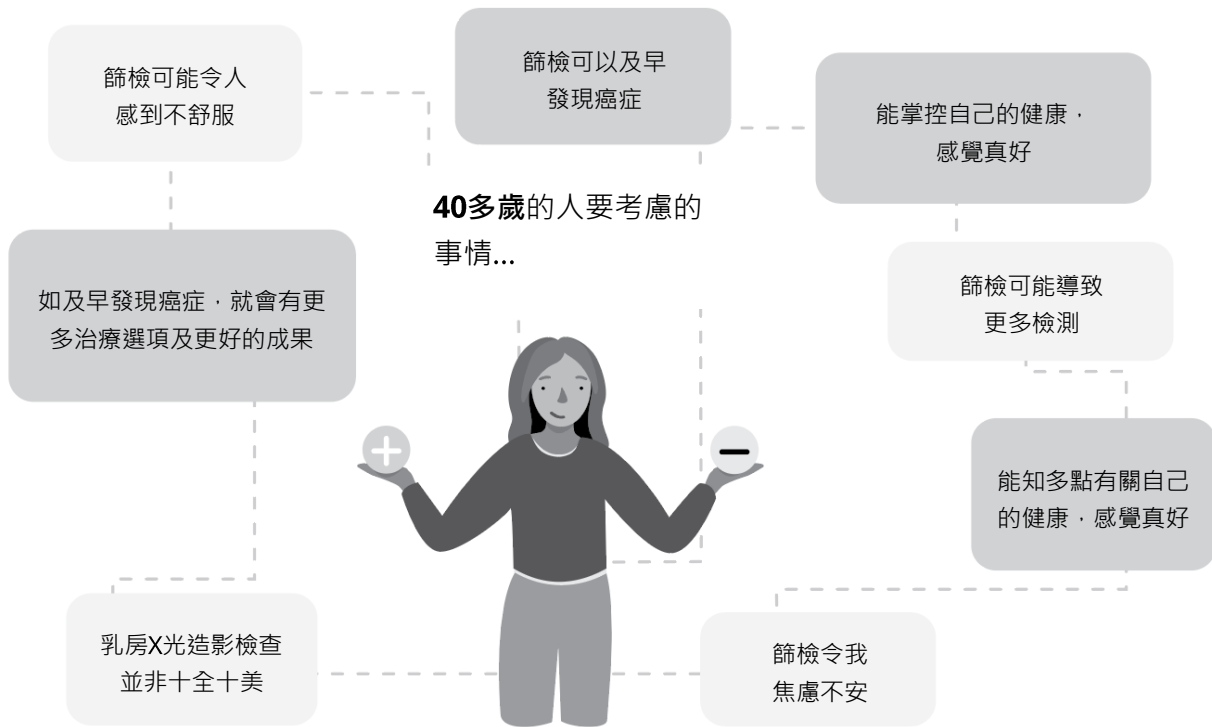 40多歲的人要考慮的
事情...
篩檢可能令人
感到不舒服
篩檢可以及早
發現癌症
能掌控自己的健康，
感覺真好
如及早發現癌症，就會有更
多治療選項及更好的成果
篩檢可能導致
更多檢測
能知多點有關自己
的健康，感覺真好
乳房X光造影檢查
並非十全十美
篩檢令我
焦慮不安